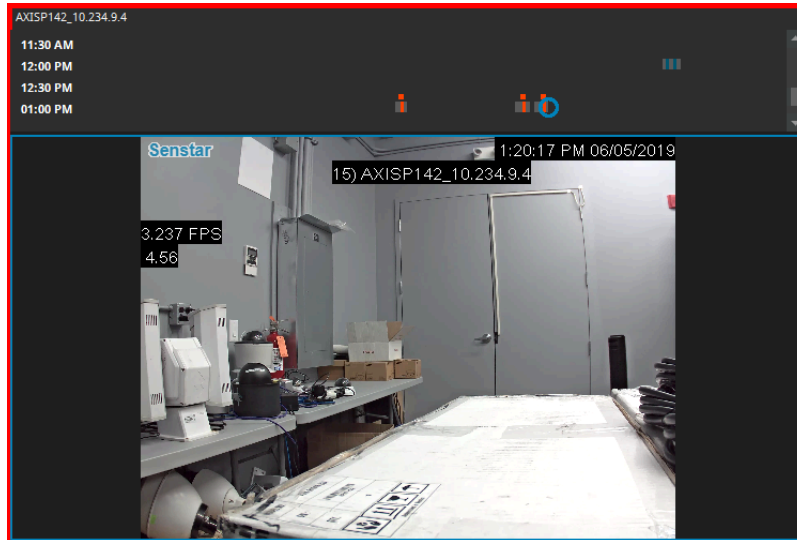 AXISP142_10.234.9.4
11:30 AM
12:00 PM
12:30 PM
01:00 PM
Senstar
1:20:17 PM 06/05/2019
15) AXISP142_10.234.9.4
3.237 FPS
4.56